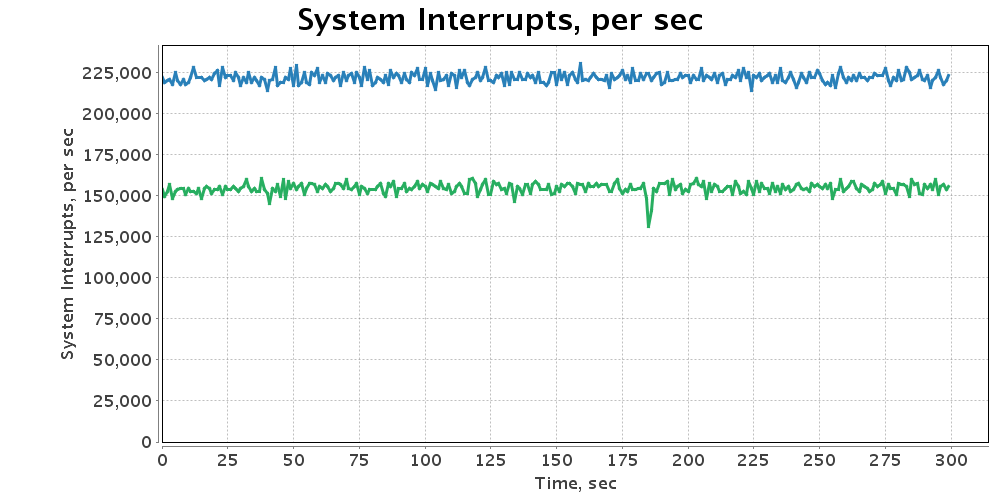 System Interrupts, per sec
System Interrupts, per sec
225,000
200,000
175,000
150,000
125,000
100,000
75,000
50,000
25,000
0
0 25 50 75 100 125 150 175 200 225 250 275 300
Time, sec